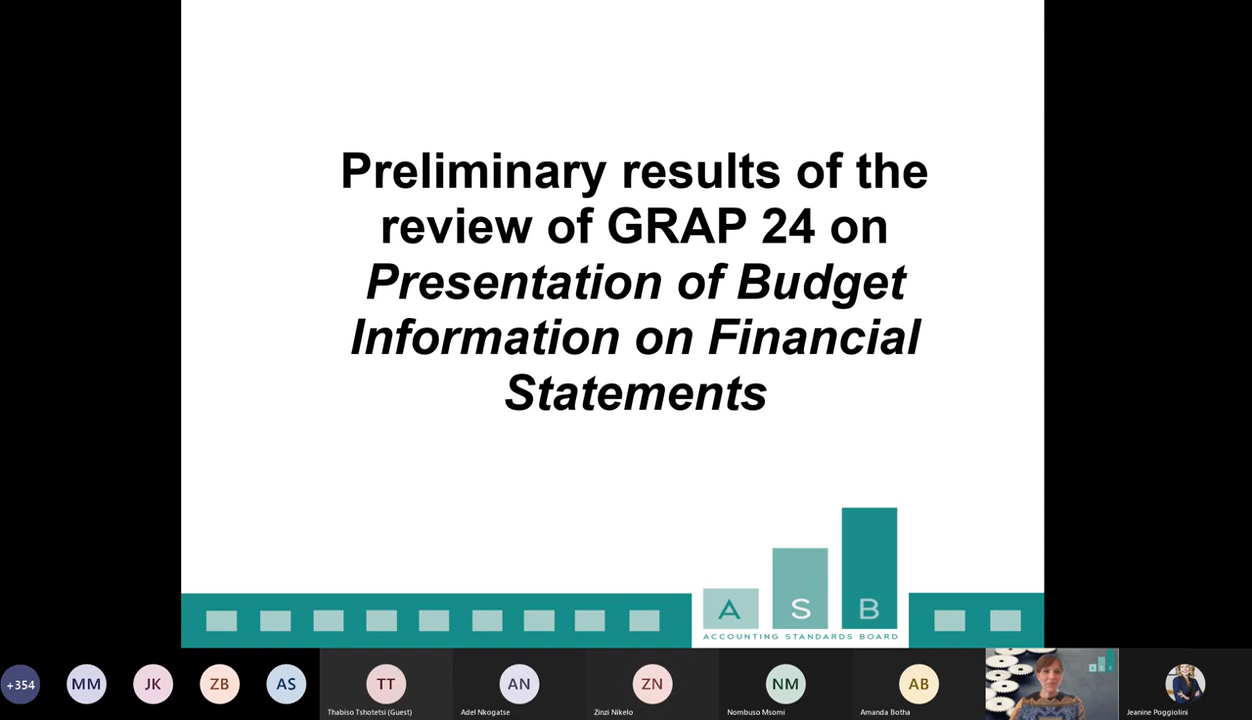 Preliminary results of the
review of GRAP 24 on
Presentation of Budget
Information on Financial
Statements
A S B
ACCOUNTING STANDARDS BOARD
+354 MM JK ZB AS TT AN ZN NM AB
Thabiso Tshotetsi (Guest) Adel Nkogatse Zinzi Nikelo Nombuso Msomi Amanda Botha Jeanine Poggiolini